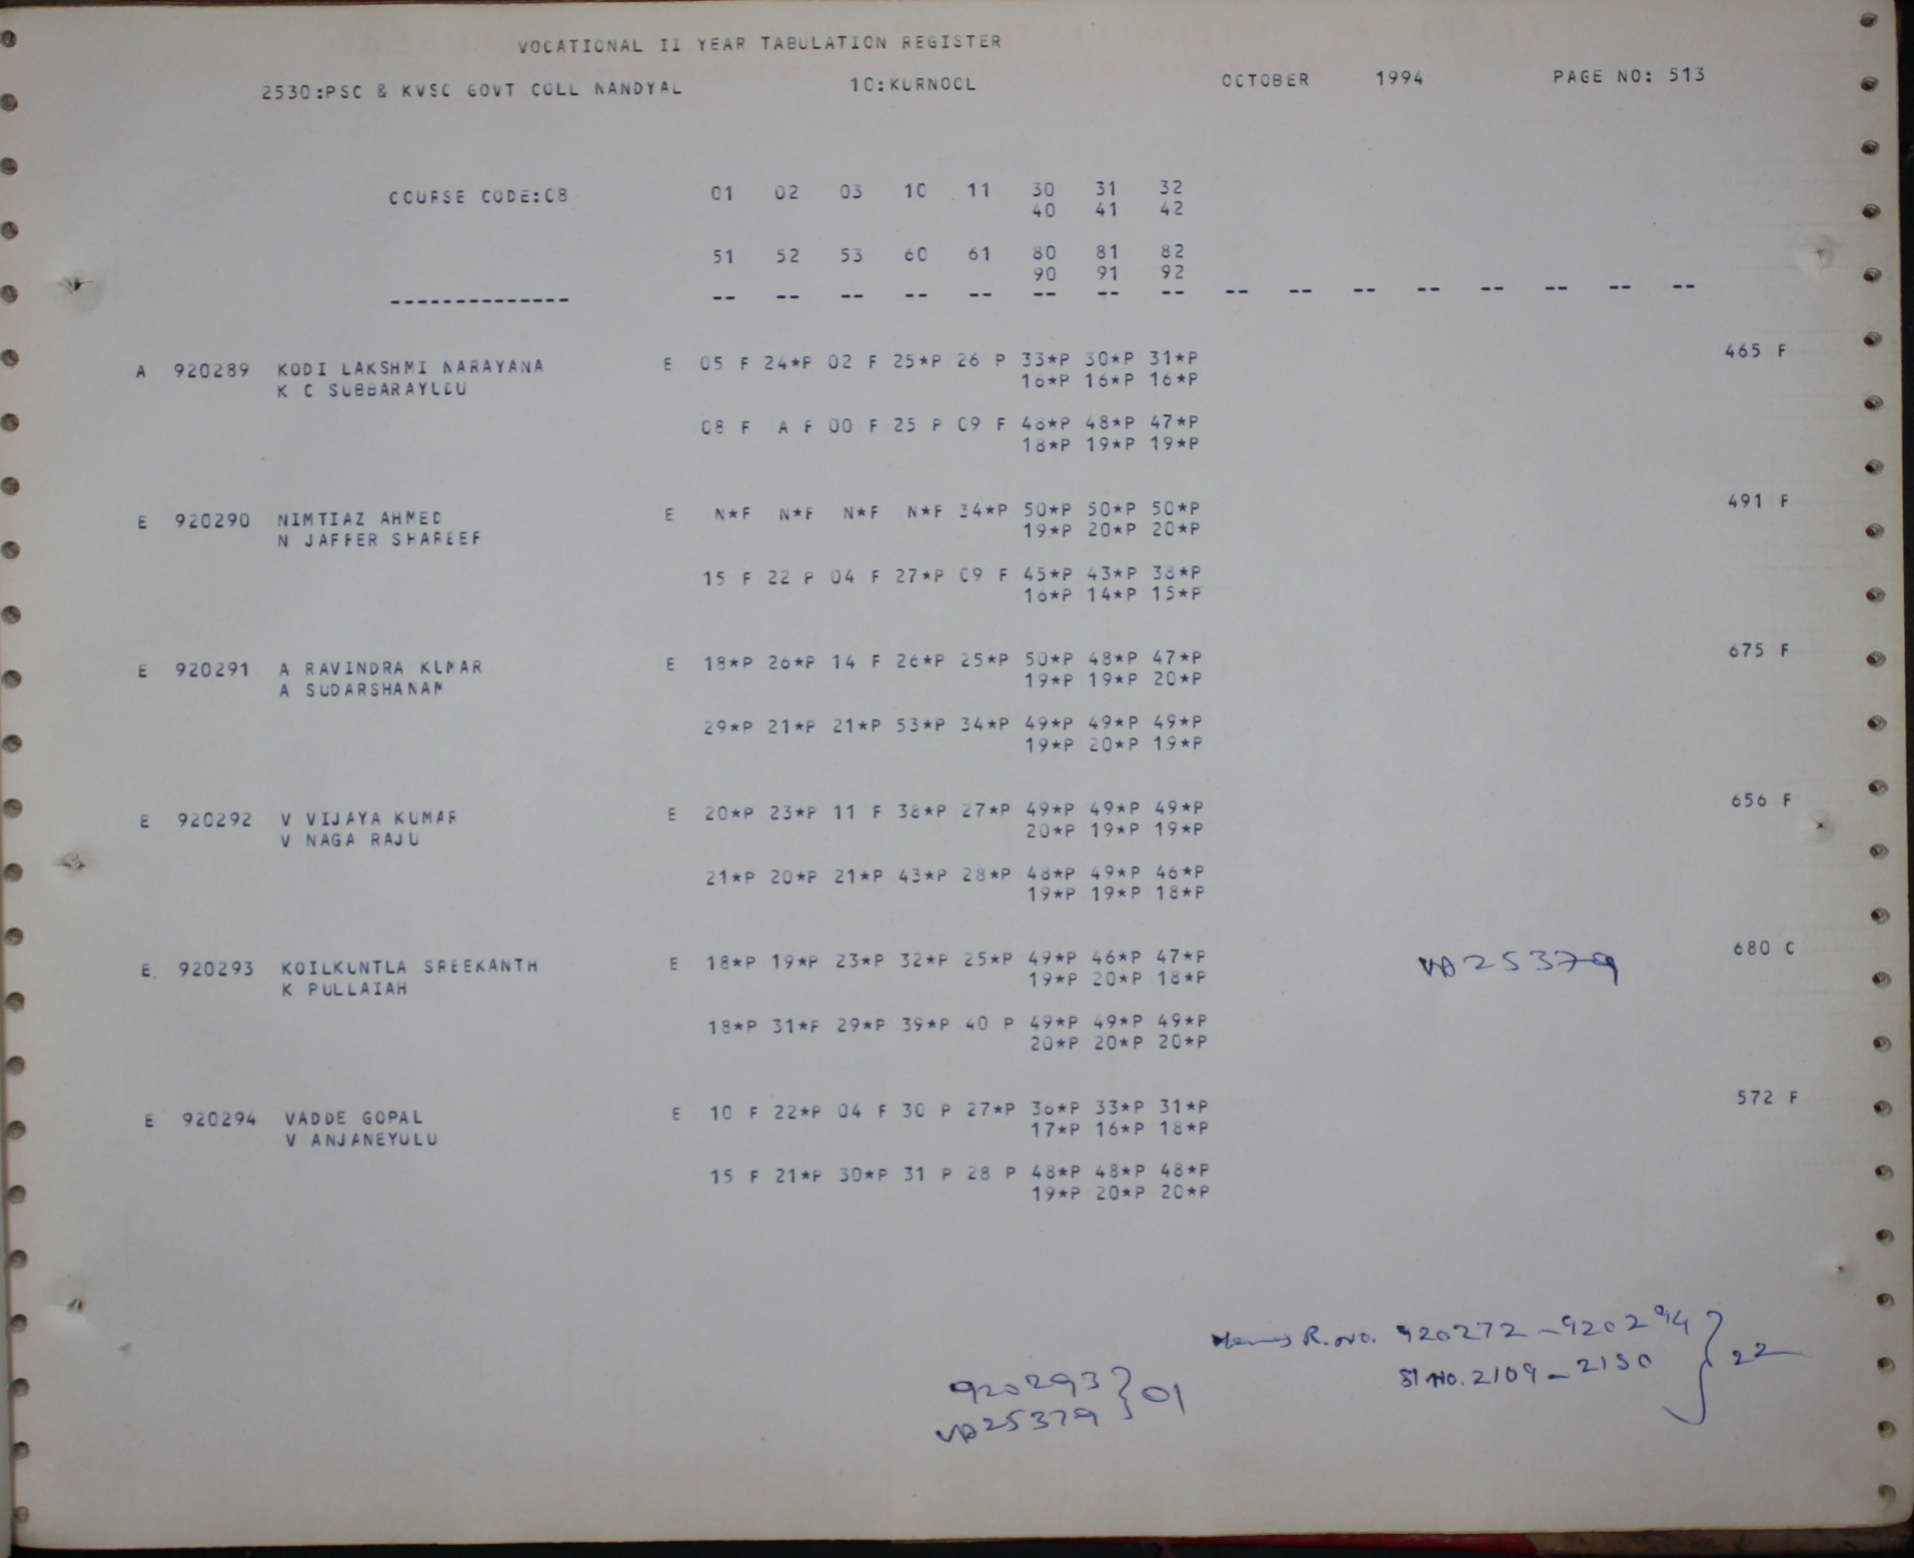 VOCATIONAL II YEAR TABULATION REGISTER
2530:PSC & KVSC GOVT COLL NANDYAL 10:KURNOOL OCTOBER 1994 PAGE NO: 513
COURSE CODE:08 01 02 03 10 11 30 31 32
40 41 42
51 52 53 60 61 80 81 82
90 91 92
-------------- -- -- -- -- -- -- -- -- -- -- -- -- -- -- -- --
A 920289 KODI LAKSHMI NARAYANA E 05 F 24*P 02 F 25*P 26 P 33*P 30*P 31*P 465 F
K C SUBBARAYUDU 16*P 16*P 16*P
08 F A F 00 F 25 P 09 F 48*P 48*P 47*P
18*P 19*P 19*P
E 920290 NIMTIAZ AHMED E N*F N*F N*F N*F 34*P 50*P 50*P 50*P 491 F
N JAFFER SHAREEF 19*P 20*P 20*P
15 F 22 P 04 F 27*P 09 F 45*P 43*P 38*P
16*P 14*P 15*P
E 920291 A RAVINDRA KUMAR E 18*P 26*P 14 F 26*P 25*P 50*P 48*P 47*P 675 F
A SUDARSHANAM 19*P 19*P 20*P
29*P 21*P 21*P 53*P 34*P 49*P 49*P 49*P
19*P 20*P 19*P
E 920292 V VIJAYA KUMAR E 20*P 23*P 11 F 38*P 27*P 49*P 49*P 49*P 656 F
V NAGA RAJU 20*P 19*P 19*P
21*P 20*P 21*P 43*P 28*P 48*P 49*P 46*P
19*P 19*P 18*P
E 920293 KOILKUNTLA SREEKANTH E 18*P 19*P 23*P 32*P 25*P 49*P 46*P 47*P VB25379 680 C
K PULLAIAH 19*P 20*P 18*P
18*P 31*P 29*P 39*P 40 P 49*P 49*P 49*P
20*P 20*P 20*P
E 920294 VADDE GOPAL E 10 F 22*P 04 F 30 P 27*P 36*P 33*P 31*P 572 F
V ANJANEYULU 17*P 16*P 18*P
15 F 21*P 30*P 31 P 28 P 48*P 48*P 48*P
19*P 20*P 20*P
R.No. 920272-920294 } 22
Sl No. 2109-2130
920293 } 01
VB25379